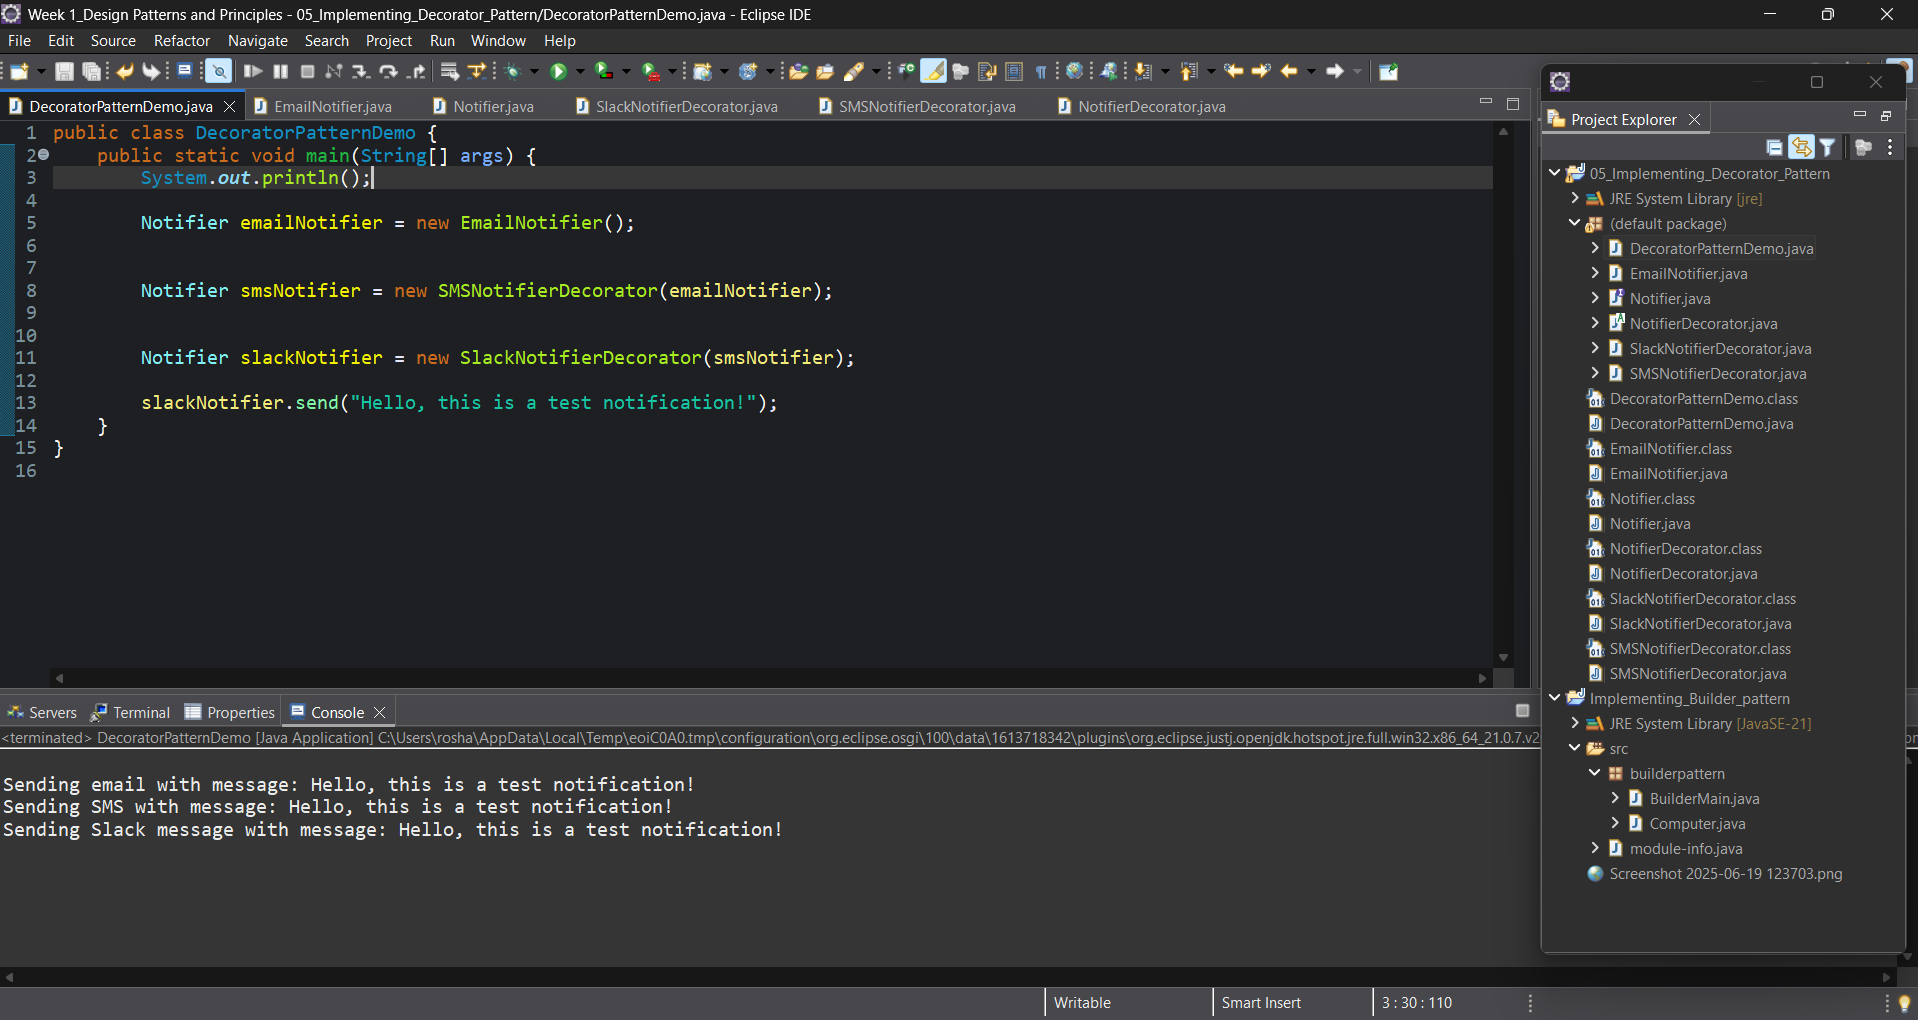 Week 1_Design Patterns and Principles - 05_Implementing_Decorator_Pattern/DecoratorPatternDemo.java - Eclipse IDE
File Edit Source Refactor Navigate Search Project Run Window Help
DecoratorPatternDemo.java EmailNotifier.java Notifier.java SlackNotifierDecorator.java SMSNotifierDecorator.java NotifierDecorator.java
1 public class DecoratorPatternDemo {
2 public static void main(String[] args) {
3 System.out.println();
4
5 Notifier emailNotifier = new EmailNotifier();
6
7
8 Notifier smsNotifier = new SMSNotifierDecorator(emailNotifier);
9
10
11 Notifier slackNotifier = new SlackNotifierDecorator(smsNotifier);
12
13 slackNotifier.send("Hello, this is a test notification!");
14 }
15 }
16
Servers Terminal Properties Console
<terminated> DecoratorPatternDemo [Java Application] C:\Users\rosha\AppData\Local\Temp\eoiC0A0.tmp\configuration\org.eclipse.osgi\100\data\1613718342\plugins\org.eclipse.justj.openjdk.hotspot.jre.full.win32.x86_64_21.0.7.v2
Sending email with message: Hello, this is a test notification!
Sending SMS with message: Hello, this is a test notification!
Sending Slack message with message: Hello, this is a test notification!
Project Explorer
05_Implementing_Decorator_Pattern
JRE System Library [jre]
(default package)
DecoratorPatternDemo.java
EmailNotifier.java
Notifier.java
NotifierDecorator.java
SlackNotifierDecorator.java
SMSNotifierDecorator.java
DecoratorPatternDemo.class
DecoratorPatternDemo.java
EmailNotifier.class
EmailNotifier.java
Notifier.class
Notifier.java
NotifierDecorator.class
NotifierDecorator.java
SlackNotifierDecorator.class
SlackNotifierDecorator.java
SMSNotifierDecorator.class
SMSNotifierDecorator.java
Implementing_Builder_pattern
JRE System Library [JavaSE-21]
src
builderpattern
BuilderMain.java
Computer.java
module-info.java
Screenshot 2025-06-19 123703.png
Writable Smart Insert 3 : 30 : 110